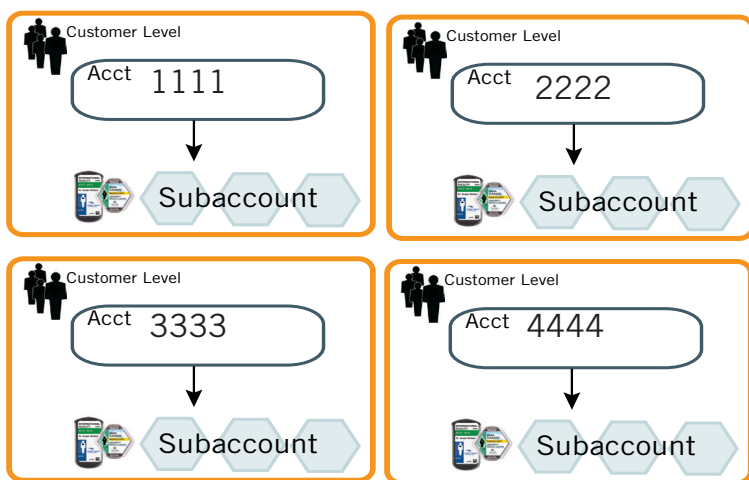 Customer Level
Acct 1111
Subaccount
Customer Level
Acct 2222
Subaccount
Customer Level
Acct 3333
Subaccount
Customer Level
Acct 4444
Subaccount